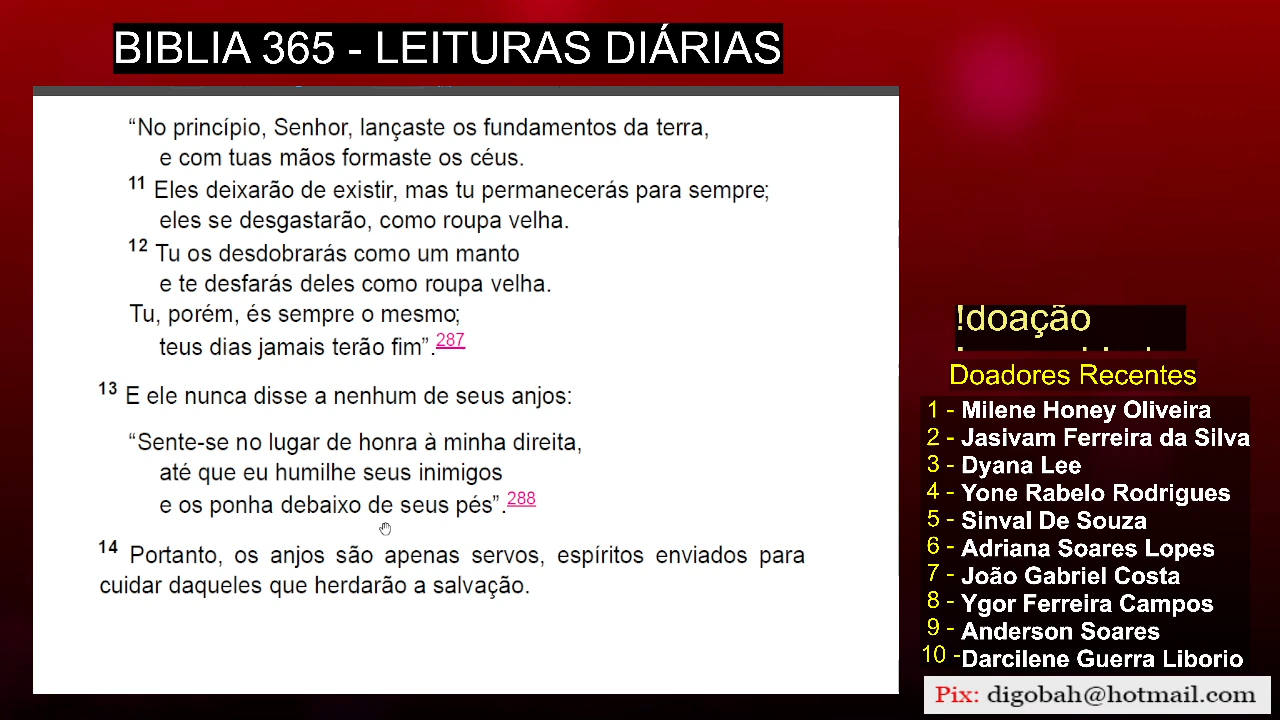 BIBLIA 365 - LEITURAS DIÁRIAS
“No princípio, Senhor, lançaste os fundamentos da terra,
e com tuas mãos formaste os céus.
11 Eles deixarão de existir, mas tu permanecerás para sempre;
eles se desgastarão, como roupa velha.
12 Tu os desdobrarás como um manto
e te desfarás deles como roupa velha.
Tu, porém, és sempre o mesmo;
teus dias jamais terão fim”.287
13 E ele nunca disse a nenhum de seus anjos:
“Sente-se no lugar de honra à minha direita,
até que eu humilhe seus inimigos
e os ponha debaixo de seus pés”.288
14 Portanto, os anjos são apenas servos, espíritos enviados para
cuidar daqueles que herdarão a salvação.
!doação
Doadores Recentes
1 - Milene Honey Oliveira
2 - Jasivam Ferreira da Silva
3 - Dyana Lee
4 - Yone Rabelo Rodrigues
5 - Sinval De Souza
6 - Adriana Soares Lopes
7 - João Gabriel Costa
8 - Ygor Ferreira Campos
9 - Anderson Soares
10 -Darcilene Guerra Liborio
Pix: digobah@hotmail.com